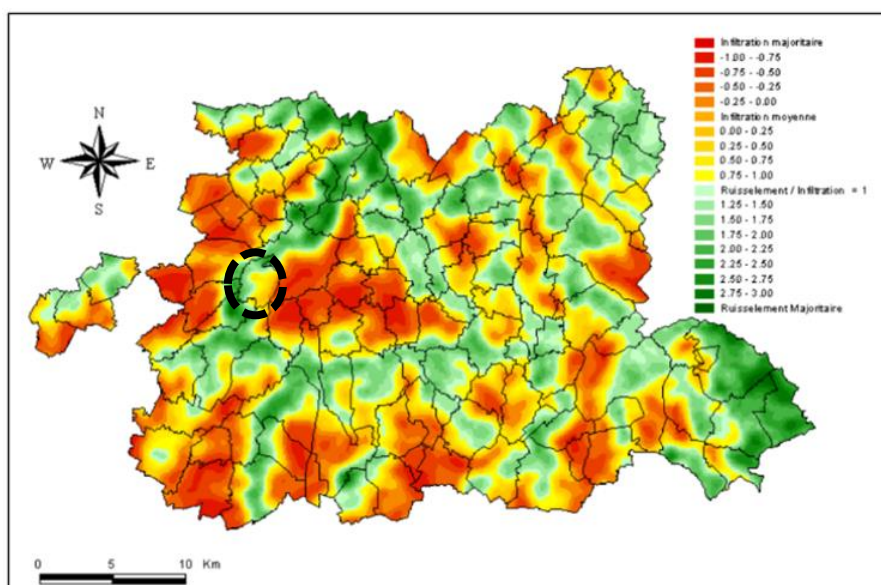 N
W
E
S
Infiltration majoritaire
-1.00 - -0.75
-0.75 - -0.50
-0.50 - -0.25
-0.25 - 0.00
Infiltration moyenne
0.00 - 0.25
0.25 - 0.50
0.50 - 0.75
0.75 - 1.00
Ruisselement / Infiltration = 1
1.25 - 1.50
1.50 - 1.75
1.75 - 2.00
2.00 - 2.25
2.25 - 2.50
2.50 - 2.75
2.75 - 3.00
Ruisselement Majoritaire
0 5 10 Km